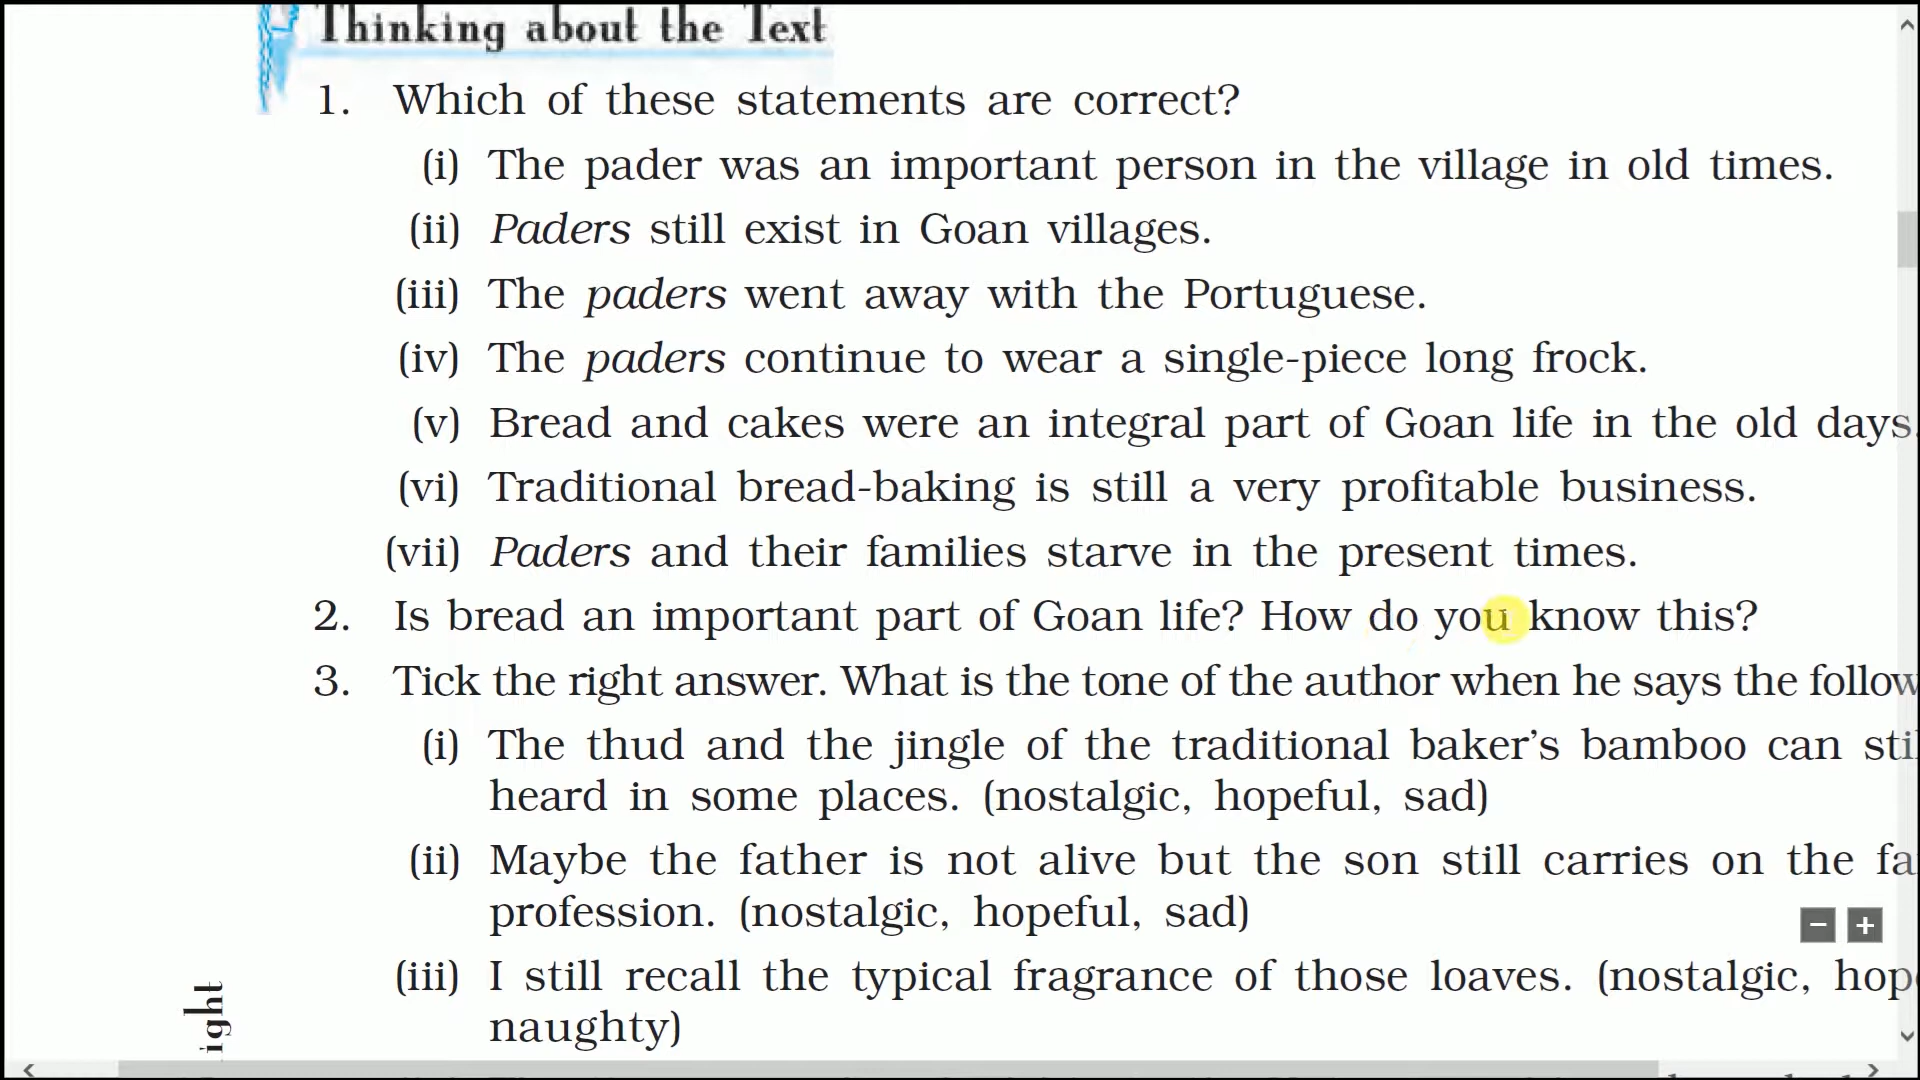 Thinking about the Text
1. Which of these statements are correct?
(i) The pader was an important person in the village in old times.
(ii) Paders still exist in Goan villages.
(iii) The paders went away with the Portuguese.
(iv) The paders continue to wear a single-piece long frock.
(v) Bread and cakes were an integral part of Goan life in the old days.
(vi) Traditional bread-baking is still a very profitable business.
(vii) Paders and their families starve in the present times.
2. Is bread an important part of Goan life? How do you know this?
3. Tick the right answer. What is the tone of the author when he says the follow
(i) The thud and the jingle of the traditional baker's bamboo can sti
heard in some places. (nostalgic, hopeful, sad)
(ii) Maybe the father is not alive but the son still carries on the fa
profession. (nostalgic, hopeful, sad)
(iii) I still recall the typical fragrance of those loaves. (nostalgic, hop
naughty)
ight